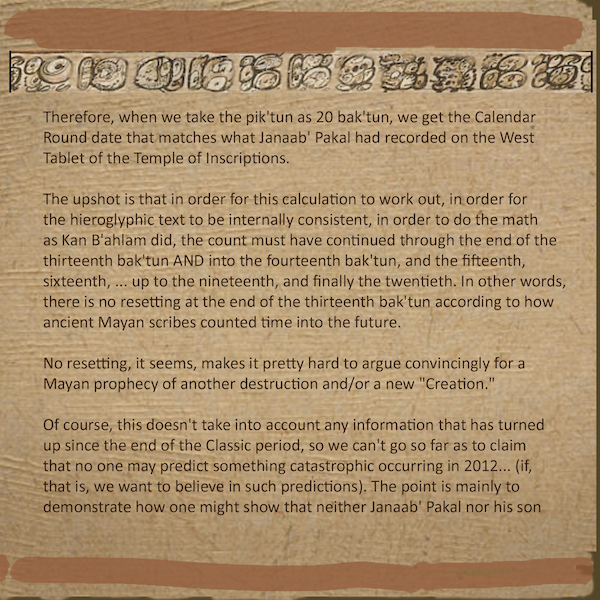 Therefore, when we take the pik'tun as 20 bak'tun, we get the Calendar
Round date that matches what Janaab' Pakal had recorded on the West
Tablet of the Temple of Inscriptions.
The upshot is that in order for this calculation to work out, in order for
the hieroglyphic text to be internally consistent, in order to do the math
as Kan B'ahlam did, the count must have continued through the end of the
thirteenth bak'tun AND into the fourteenth bak'tun, and the fifteenth,
sixteenth, ... up to the nineteenth, and finally the twentieth. In other words,
there is no resetting at the end of the thirteenth bak'tun according to how
ancient Mayan scribes counted time into the future.
No resetting, it seems, makes it pretty hard to argue convincingly for a
Mayan prophecy of another destruction and/or a new "Creation."
Of course, this doesn't take into account any information that has turned
up since the end of the Classic period, so we can't go so far as to claim
that no one may predict something catastrophic occurring in 2012... (if,
that is, we want to believe in such predictions). The point is mainly to
demonstrate how one might show that neither Janaab' Pakal nor his son